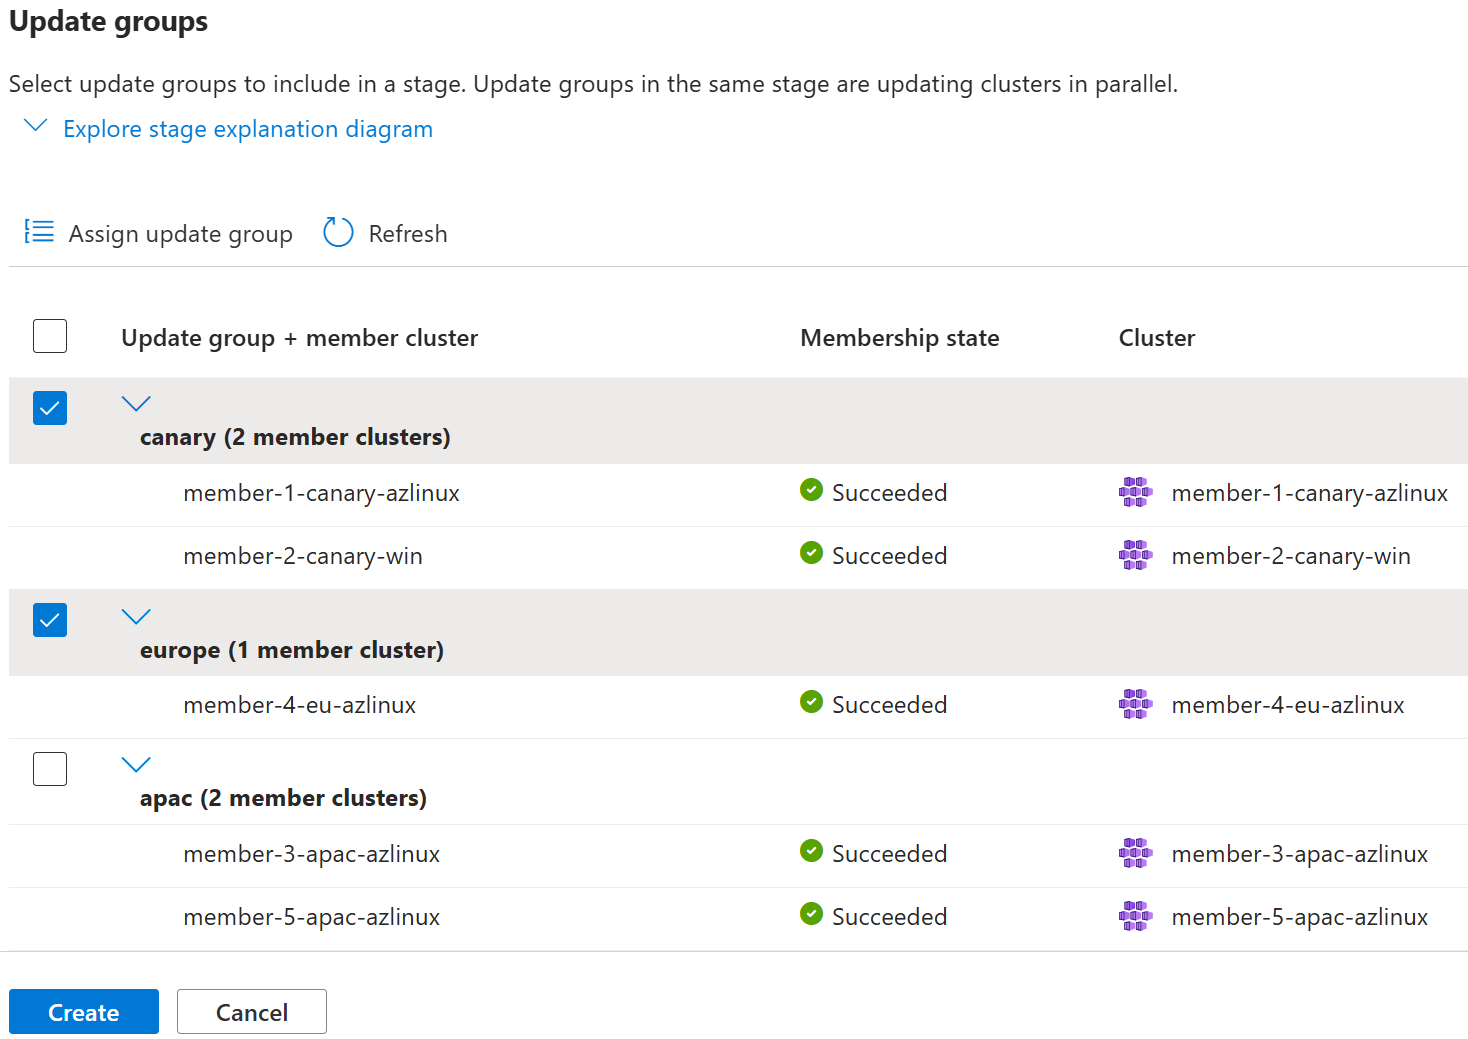 Update groups
Select update groups to include in a stage. Update groups in the same stage are updating clusters in parallel.
Explore stage explanation diagram
Assign update group Refresh
Update group + member cluster Membership state Cluster
canary (2 member clusters)
member-1-canary-azlinux Succeeded member-1-canary-azlinux
member-2-canary-win Succeeded member-2-canary-win
europe (1 member cluster)
member-4-eu-azlinux Succeeded member-4-eu-azlinux
apac (2 member clusters)
member-3-apac-azlinux Succeeded member-3-apac-azlinux
member-5-apac-azlinux Succeeded member-5-apac-azlinux
Create Cancel